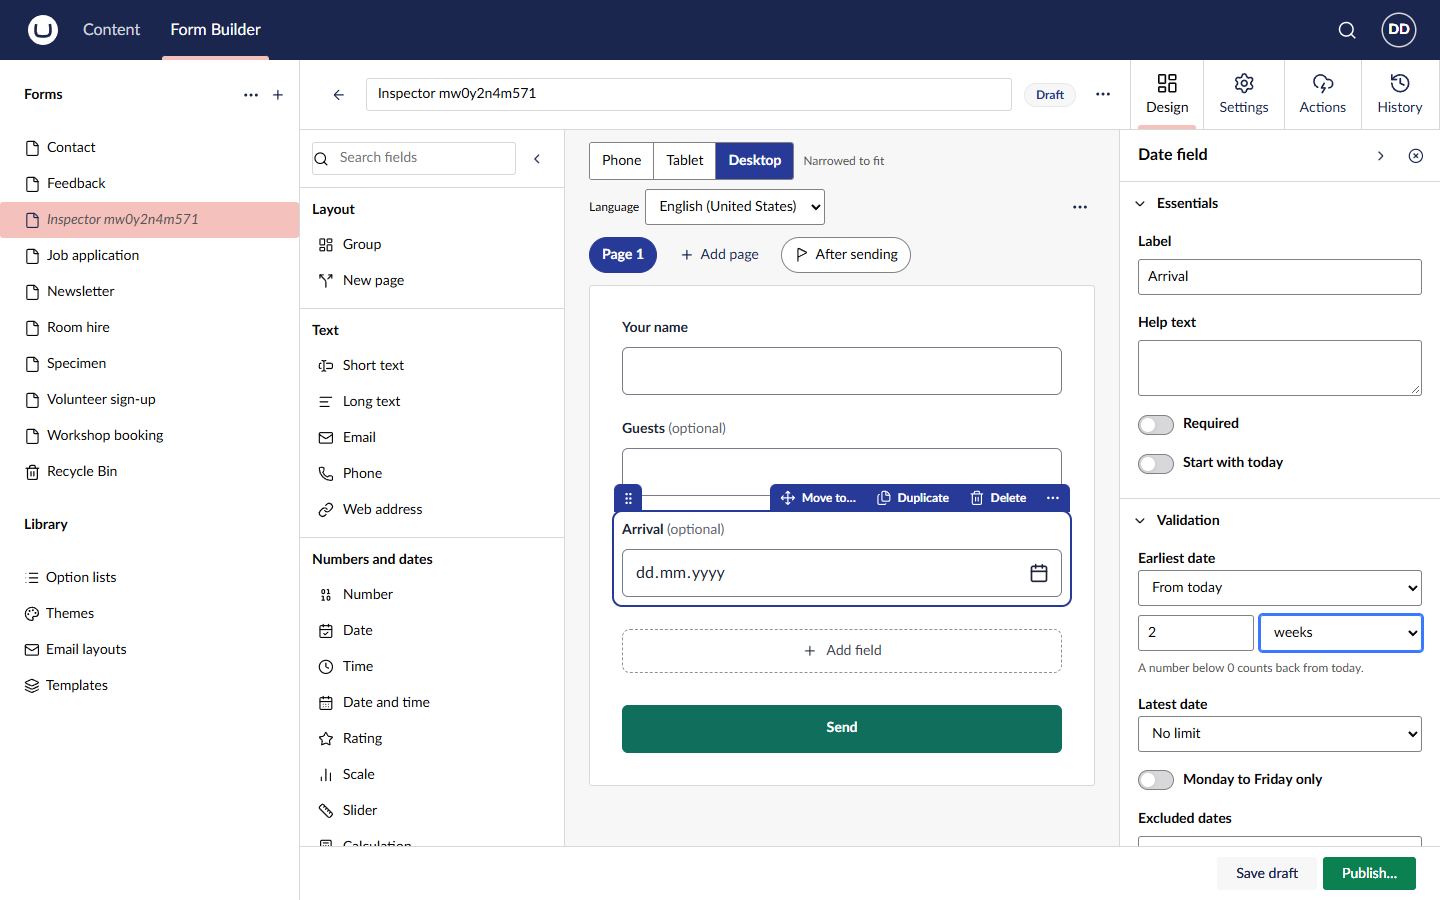 Content
Form Builder
DD
Forms
Contact
Feedback
Inspector mw0y2n4m571
Job application
Newsletter
Room hire
Specimen
Volunteer sign-up
Workshop booking
Recycle Bin
Library
Option lists
Themes
Email layouts
Templates
Inspector mw0y2n4m571
Draft
Design
Settings
Actions
History
Search fields
Layout
Group
New page
Text
Short text
Long text
Email
Phone
Web address
Numbers and dates
Number
Date
Time
Date and time
Rating
Scale
Slider
Calculation
Phone
Tablet
Desktop
Narrowed to fit
Language
English (United States)
Page 1
Add page
After sending
Your name
Guests (optional)
Move to...
Duplicate
Delete
Arrival (optional)
dd.mm.yyyy
Add field
Send
Date field
Essentials
Label
Arrival
Help text
Required
Start with today
Validation
Earliest date
From today
2
weeks
A number below 0 counts back from today.
Latest date
No limit
Monday to Friday only
Excluded dates
Save draft
Publish...